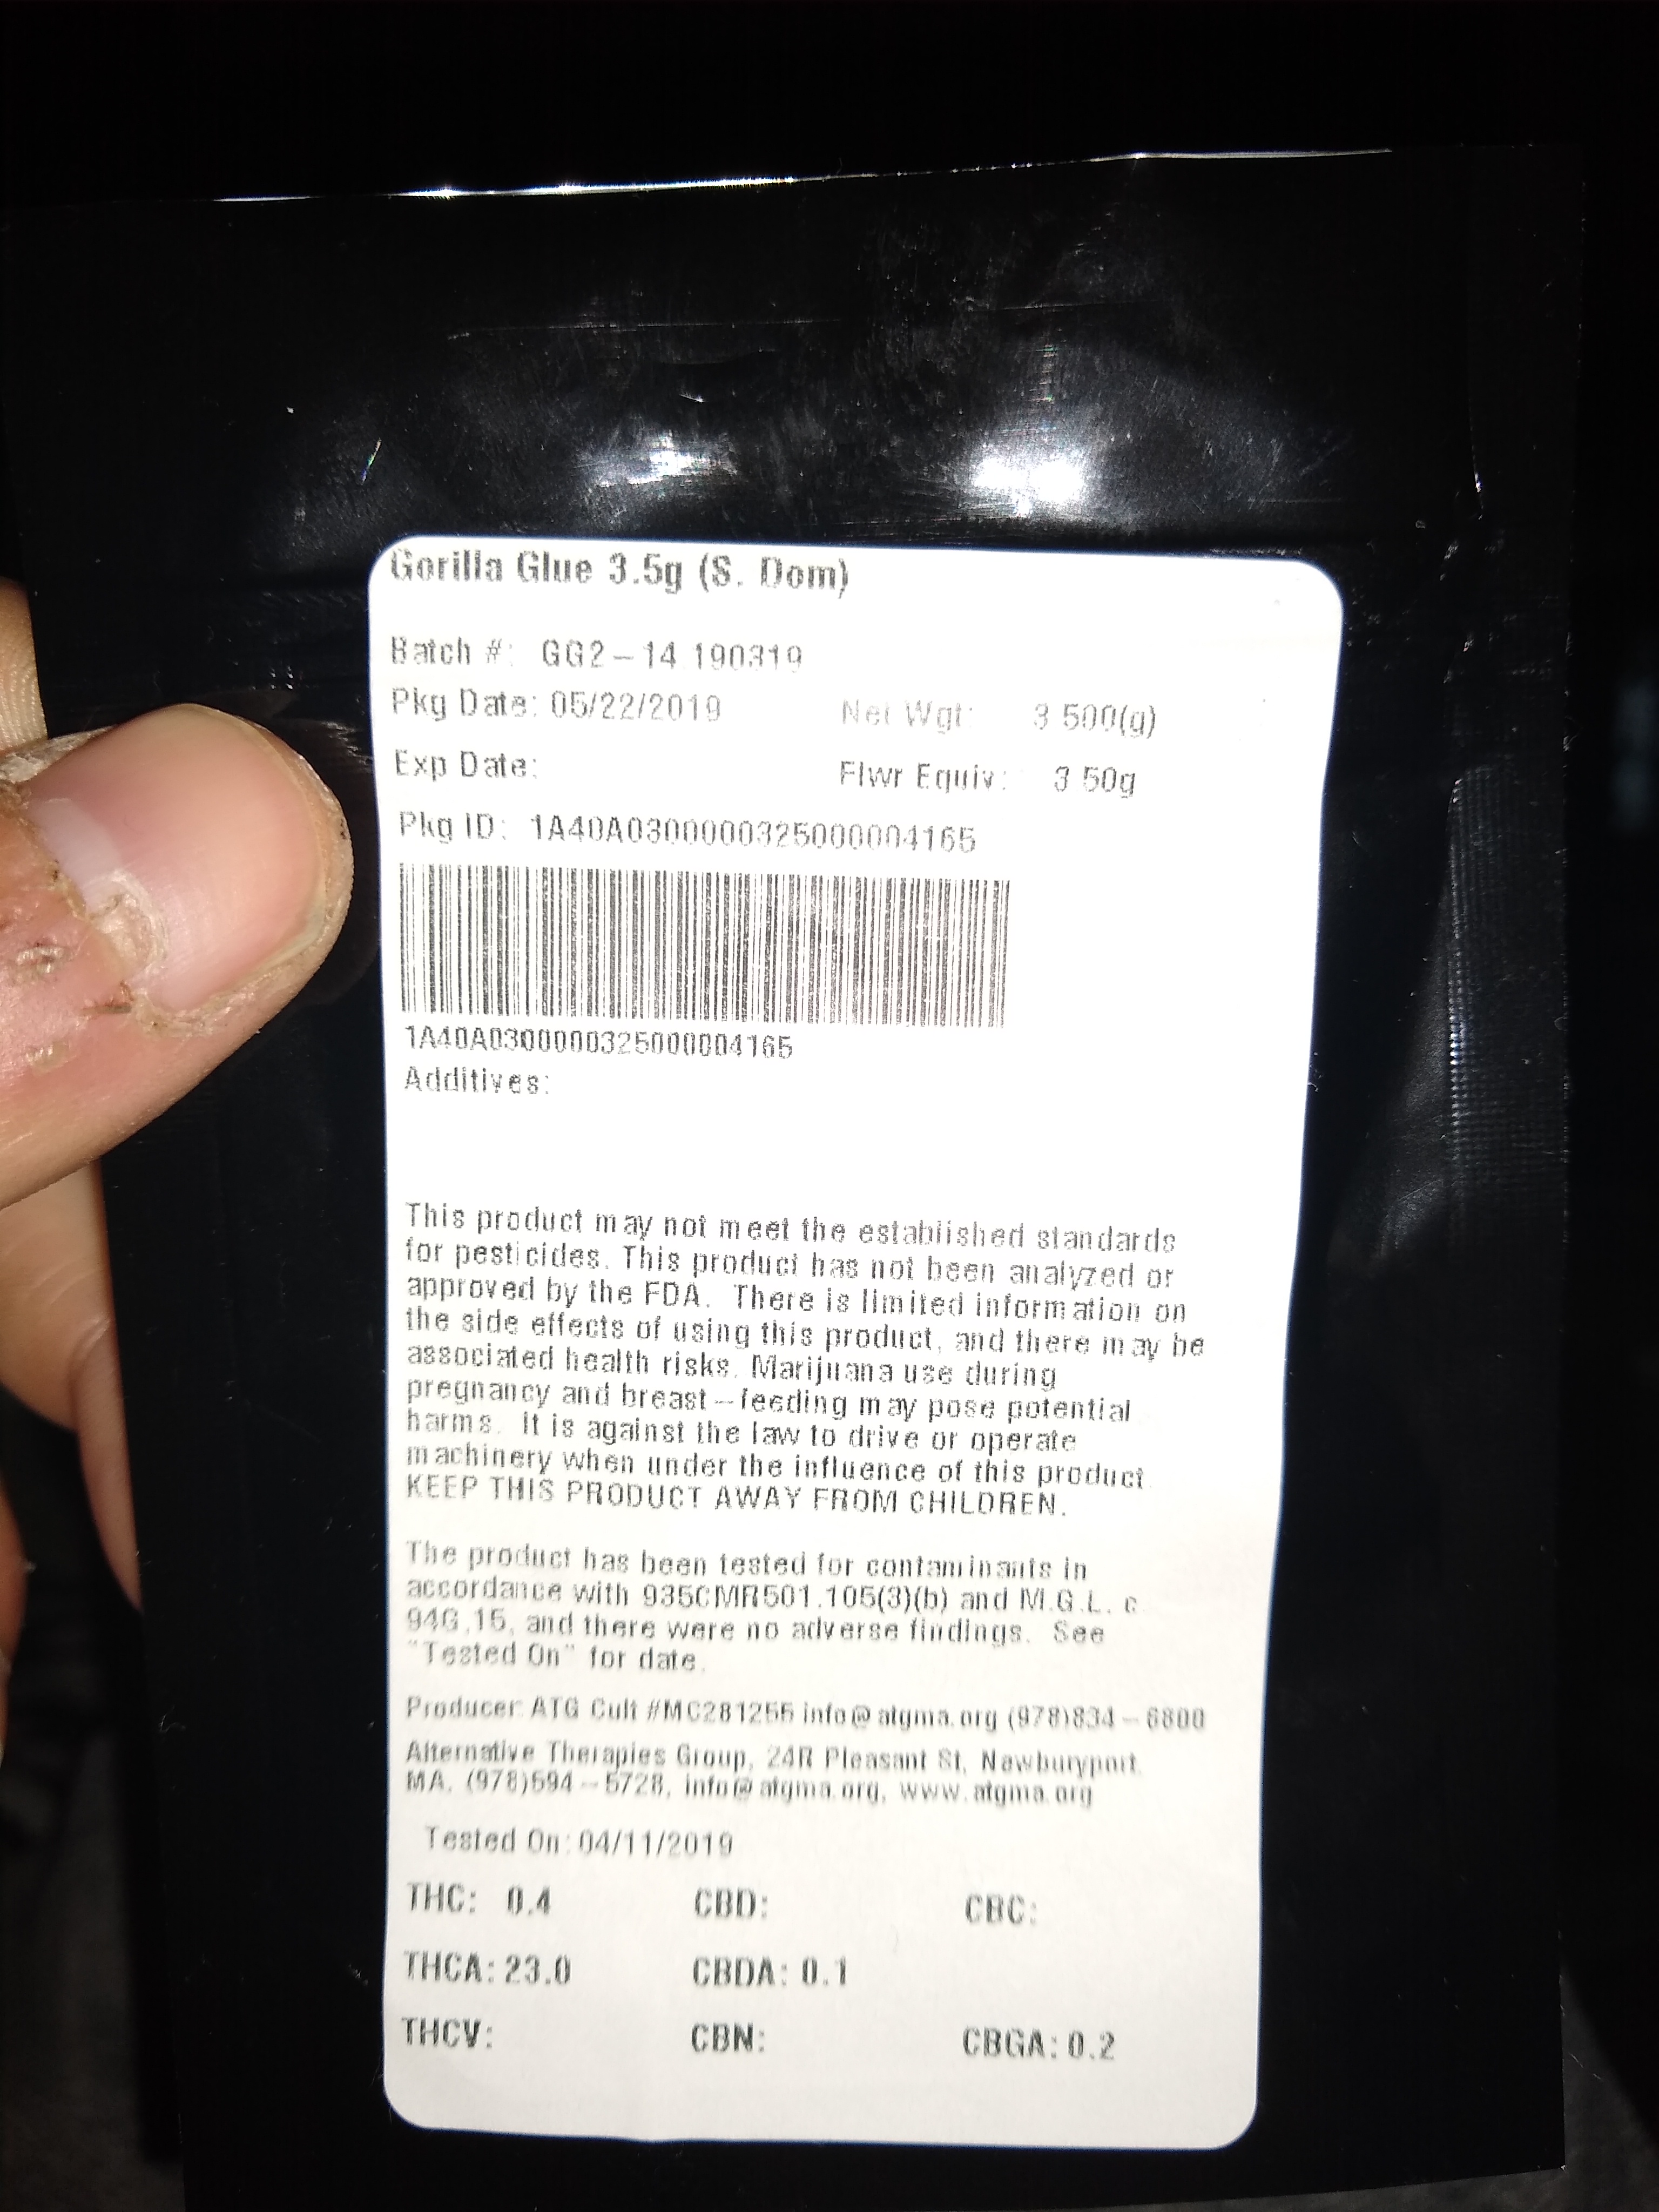 Gorilla Glue 3.5g (S. Dom)
Batch #: GG2-14 190319
Pkg Date: 05/22/2019 Net Wgt: 3.500(g)
Exp Date: Flwr Equiv: 3.50g
Pkg ID: 1A40A0300000325000004165
1A40A0300000325000004165
Additives:
This product may not meet the established standards
for pesticides. This product has not been analyzed or
approved by the FDA. There is limited information on
the side effects of using this product, and there may be
associated health risks. Marijuana use during
pregnancy and breast-feeding may pose potential
harms. It is against the law to drive or operate
machinery when under the influence of this product.
KEEP THIS PRODUCT AWAY FROM CHILDREN.
The product has been tested for contaminants in
accordance with 935CMR501.105(3)(b) and M.G.L. c
94G.15, and there were no adverse findings. See
"Tested On" for date.
Producer: ATG Cult #MC281255 info@atgma.org (978)834-6800
Alternative Therapies Group, 24R Pleasant St, Newburyport,
MA, (978)594-5728, info@atgma.org, www.atgma.org
Tested On: 04/11/2019
THC: 0.4 CBD: CBC:
THCA: 23.0 CBDA: 0.1
THCV: CBN: CBGA: 0.2